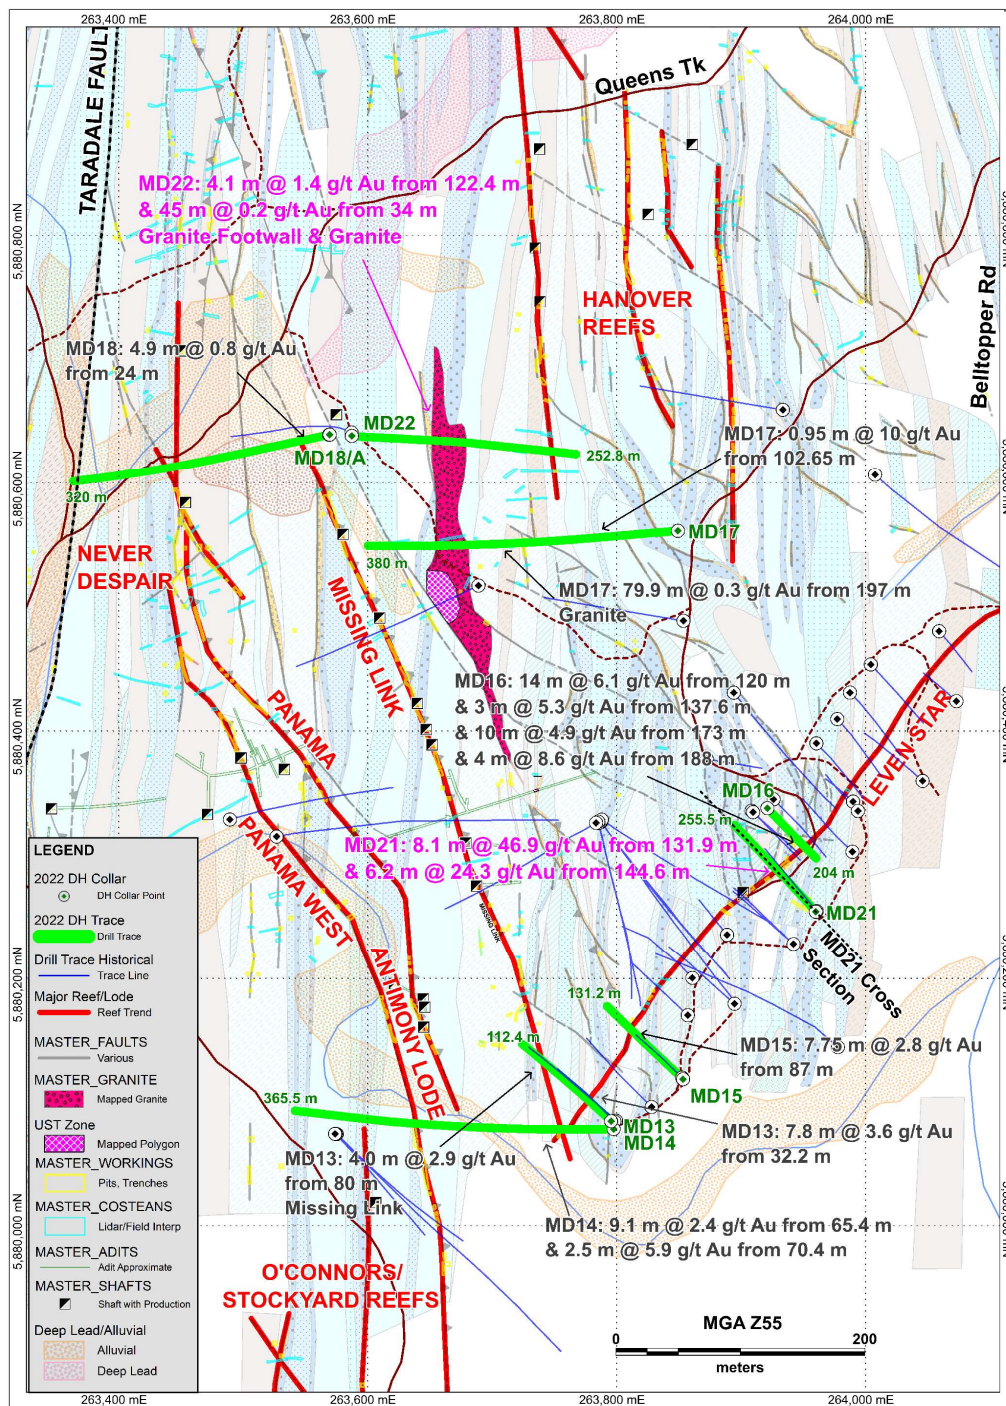 263,400 mE
263,600 mE
263,800 mE
264,000 mE
TARADALE FAULT
Queens Tk
MD22: 4.1 m @ 1.4 g/t Au from 122.4 m
& 45 m @ 0.2 g/t Au from 34 m
Granite Footwall & Granite
5,880,800 mN
HANOVER
REEFS
Belltopper Rd
MD18: 4.9 m @ 0.8 g/t Au
from 24 m
MD22
MD18/A
252.8 m
MD17: 0.95 m @ 10 g/t Au
from 102.65 m
320 m
5,880,600 mN
MD17
NEVER
DESPAIR
380 m
MD17: 79.9 m @ 0.3 g/t Au from 197 m
Granite
MISSING LINK
MD16: 14 m @ 6.1 g/t Au from 120 m
& 3 m @ 5.3 g/t Au from 137.6 m
& 10 m @ 4.9 g/t Au from 173 m
& 4 m @ 8.6 g/t Au from 188 m
PANAMA
LEVEN STAR
5,880,400 mN
MD16
255.5 m
MD21: 8.1 m @ 46.9 g/t Au from 131.9 m
& 6.2 m @ 24.3 g/t Au from 144.6 m
204 m
MD21
PANAMA WEST
MISSING LINK
MD21 Cross
Section
ANTIMONY LODE
5,880,200 mN
131.2 m
112.4 m
MD15: 7.75 m @ 2.8 g/t Au
from 87 m
MD15
365.5 m
MD13
MD14
MD13: 7.8 m @ 3.6 g/t Au
from 32.2 m
MD13: 4.0 m @ 2.9 g/t Au
from 80 m
Missing Link
MD14: 9.1 m @ 2.4 g/t Au from 65.4 m
& 2.5 m @ 5.9 g/t Au from 70.4 m
5,880,000 mN
O'CONNORS/
STOCKYARD REEFS
MGA Z55
0
200
meters
LEGEND
2022 DH Collar
DH Collar Point
2022 DH Trace
Drill Trace
Drill Trace Historical
Trace Line
Major Reef/Lode
Reef Trend
MASTER_FAULTS
Various
MASTER_GRANITE
Mapped Granite
UST Zone
Mapped Polygon
MASTER_WORKINGS
Pits, Trenches
MASTER_COSTEANS
Lidar/Field Interp
MASTER_ADITS
Adit Approximate
MASTER_SHAFTS
Shaft with Production
Deep Lead/Alluvial
Alluvial
Deep Lead
263,400 mE
263,600 mE
263,800 mE
264,000 mE